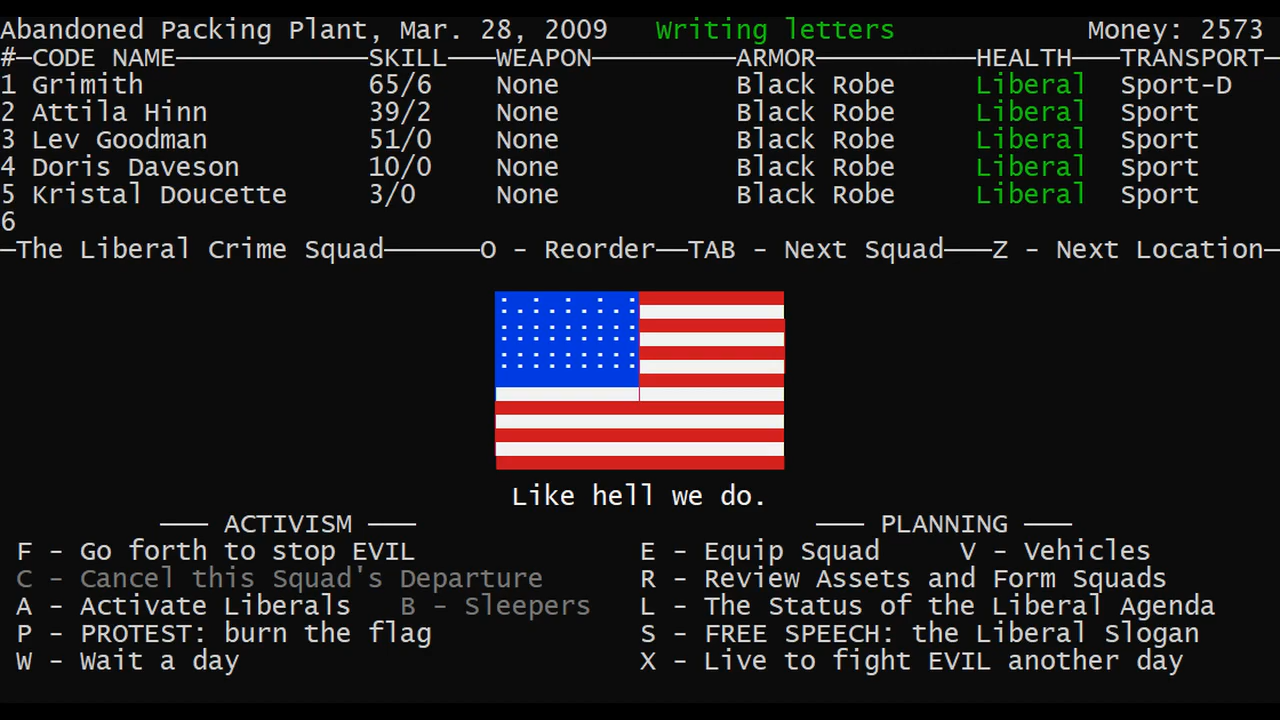 Abandoned Packing Plant, Mar. 28, 2009 Writing letters Money: 2573
#—CODE NAME SKILL WEAPON ARMOR HEALTH TRANSPORT
1 Grimith 65/6 None Black Robe Liberal Sport-D
2 Attila Hinn 39/2 None Black Robe Liberal Sport
3 Lev Goodman 51/0 None Black Robe Liberal Sport
4 Doris Daveson 10/0 None Black Robe Liberal Sport
5 Kristal Doucette 3/0 None Black Robe Liberal Sport
6
—The Liberal Crime Squad———O - Reorder——TAB - Next Squad———Z - Next Location—
Like hell we do.
—— ACTIVISM —— —— PLANNING ——
F - Go forth to stop EVIL E - Equip Squad V - Vehicles
C - Cancel this Squad's Departure R - Review Assets and Form Squads
A - Activate Liberals B - Sleepers L - The Status of the Liberal Agenda
P - PROTEST: burn the flag S - FREE SPEECH: the Liberal Slogan
W - Wait a day X - Live to fight EVIL another day